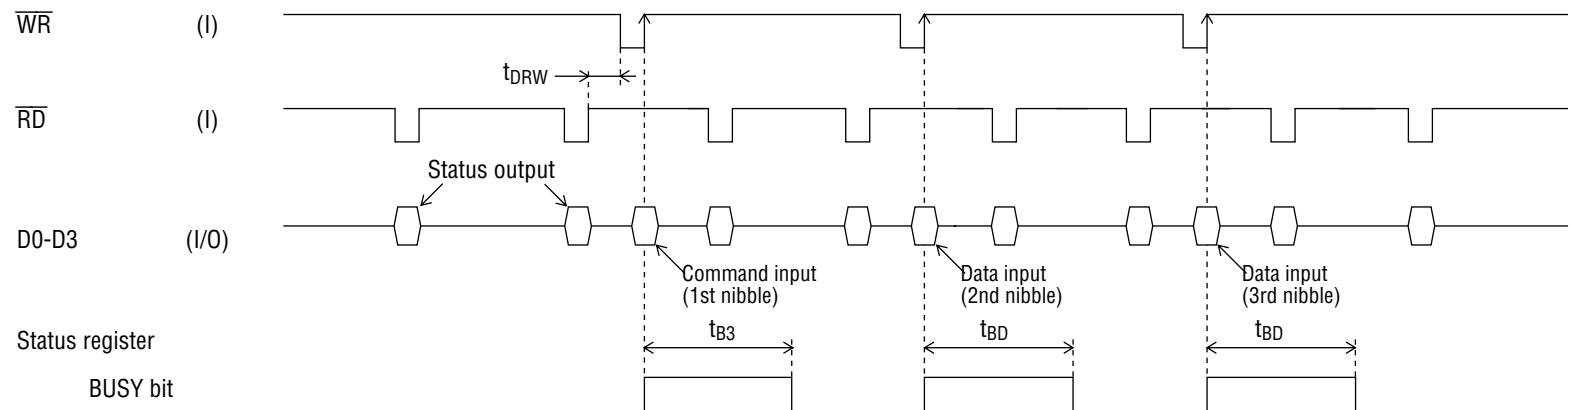 WR (I)
tDRW
RD (I)
Status output
D0-D3 (I/O)
Command input
(1st nibble)
Data input
(2nd nibble)
Data input
(3rd nibble)
tB3
tBD
tBD
Status register
BUSY bit